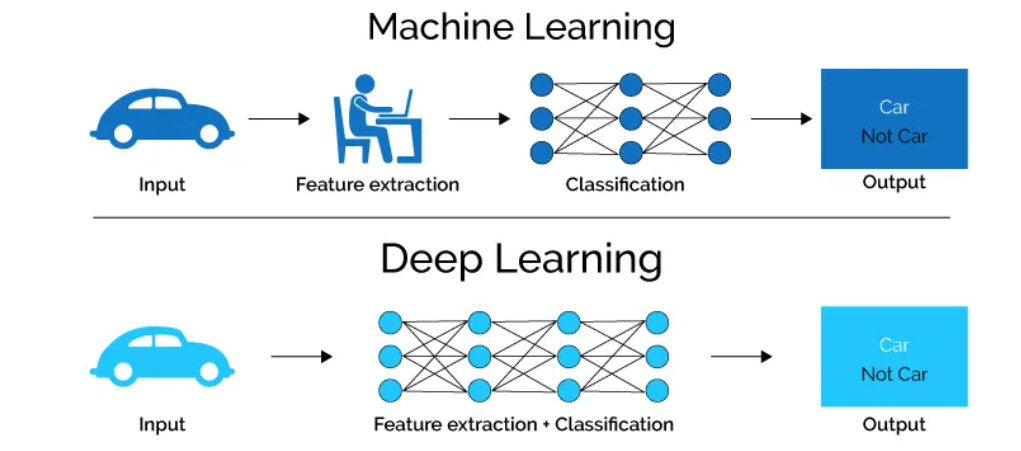 Machine Learning
Car
Not Car
Input
Feature extraction
Classification
Output
Deep Learning
Car
Not Car
Input
Feature extraction + Classification
Output